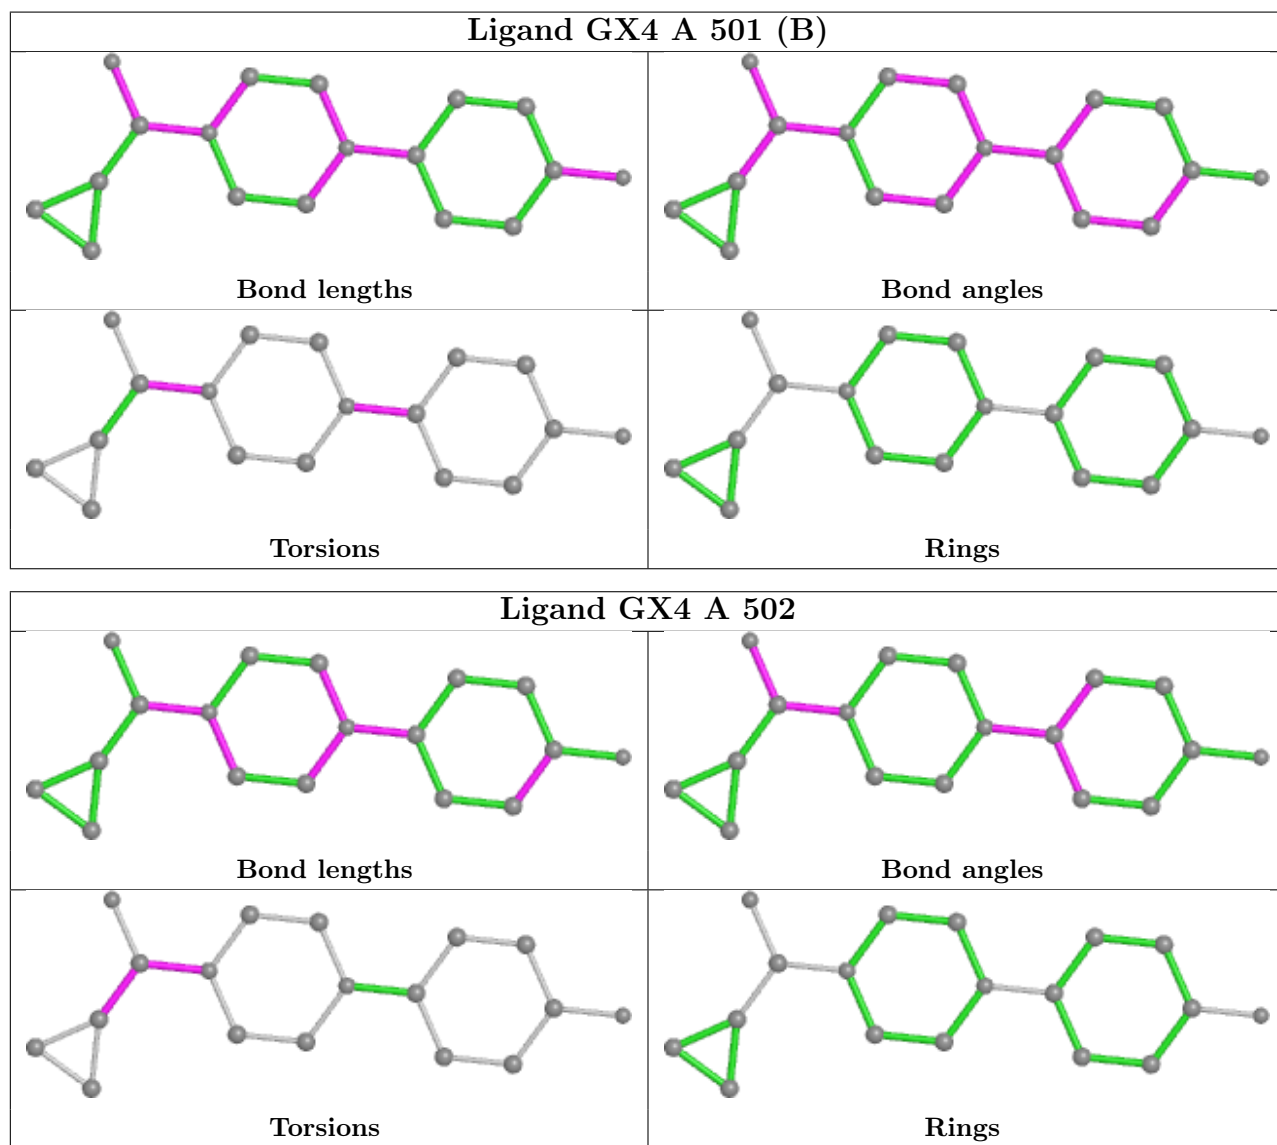 Ligand GX4 A 501 (B)
Bond lengths
Bond angles
Torsions
Rings
Ligand GX4 A 502
Bond lengths
Bond angles
Torsions
Rings